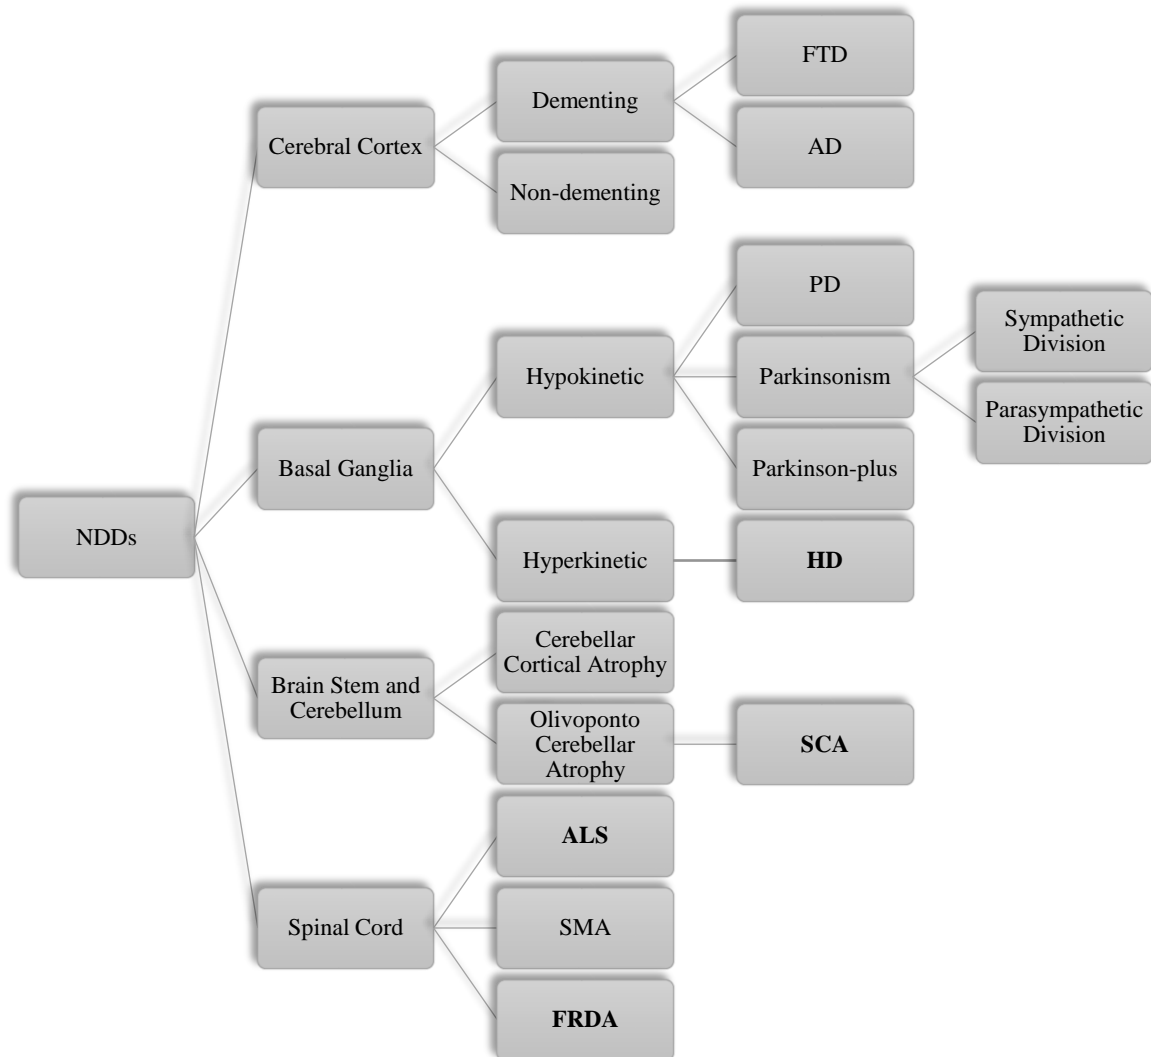 NDDs
Cerebral Cortex
Dementing
FTD
AD
Non-dementing
Basal Ganglia
Hypokinetic
PD
Parkinsonism
Sympathetic
Division
Parasympathetic
Division
Parkinson-plus
Hyperkinetic
HD
Brain Stem and
Cerebellum
Cerebellar
Cortical Atrophy
Olivoponto
Cerebellar
Atrophy
SCA
Spinal Cord
ALS
SMA
FRDA